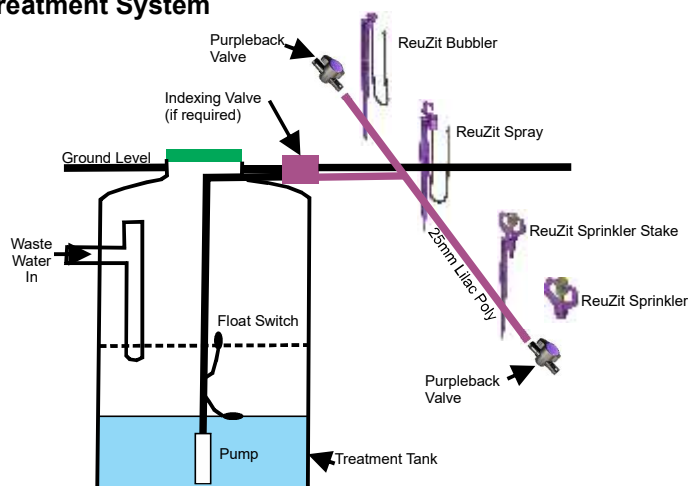 reatment System
Purpleback
Valve
ReuZit Bubbler
Indexing Valve
(if required)
ReuZit Spray
Ground Level
Waste
Water
In
25mm Lilac Poly
ReuZit Sprinkler Stake
ReuZit Sprinkler
Float Switch
Purpleback
Valve
Pump
Treatment Tank